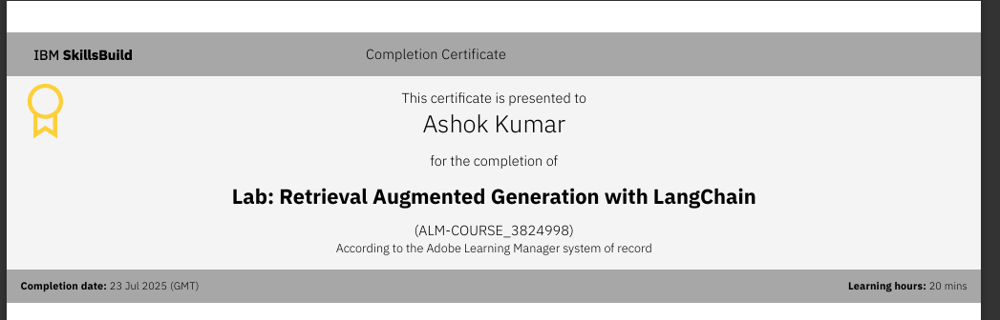 IBM SkillsBuild
Completion Certificate
This certificate is presented to
Ashok Kumar
for the completion of
Lab: Retrieval Augmented Generation with LangChain
(ALM-COURSE_3824998)
According to the Adobe Learning Manager system of record
Completion date: 23 Jul 2025 (GMT)
Learning hours: 20 mins